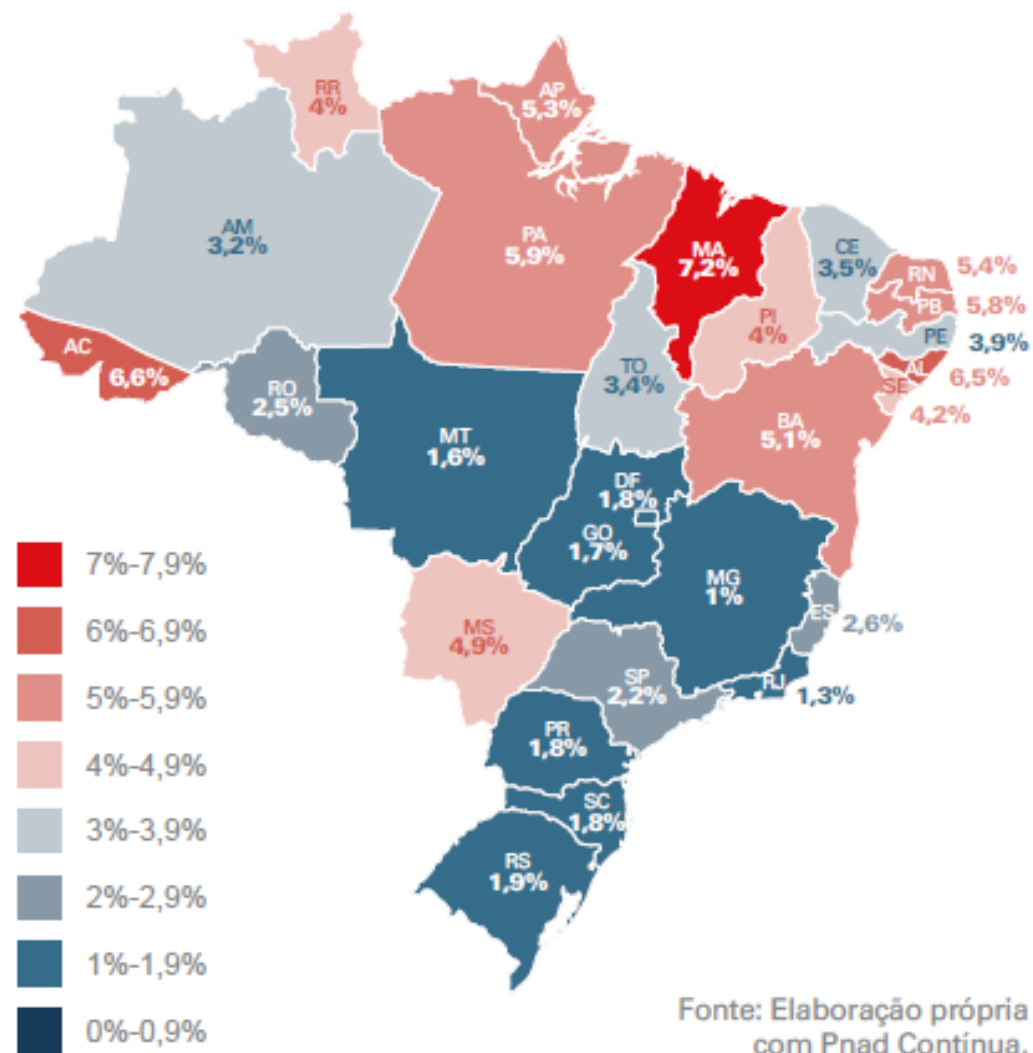 RR
4%
AP
5,3%
AM
3,2%
PA
5,9%
MA
7,2%
CE
3,5%
RN 5,4%
PB 5,8%
PI
4%
PE 3,9%
AC
6,6%
AL 6,5%
SE 4,2%
TO
3,4%
RO
2,5%
BA
5,1%
MT
1,6%
DF
1,8%
GO
1,7%
MG
1%
ES 2,6%
MS
4,9%
SP
2,2%
RJ 1,3%
PR
1,8%
SC
1,8%
RS
1,9%
7%-7,9%
6%-6,9%
5%-5,9%
4%-4,9%
3%-3,9%
2%-2,9%
1%-1,9%
0%-0,9%
Fonte: Elaboração própria
com Pnad Contínua.